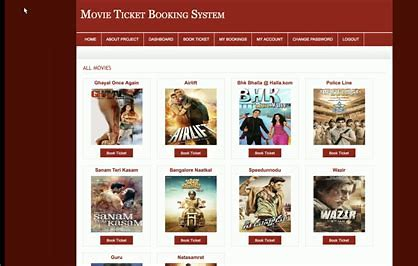 MOVIE TICKET BOOKING SYSTEM
HOME ABOUT PROJECT DASHBOARD BOOK TICKET MY BOOKINGS MY ACCOUNT CHANGE PASSWORD LOGOUT
ALL MOVIES
Ghayal Once Again Airlift Bhk Bhalla @ Halla.kom Police Line
AIRLIFT BHK
Book Ticket Book Ticket Book Ticket Book Ticket
Sanam Teri Kasam Bangalore Naatkal Speedunnodu Wazir
SANAM TERI KASAM WAZIR
Book Ticket Book Ticket Book Ticket Book Ticket
Guru Natasamrat